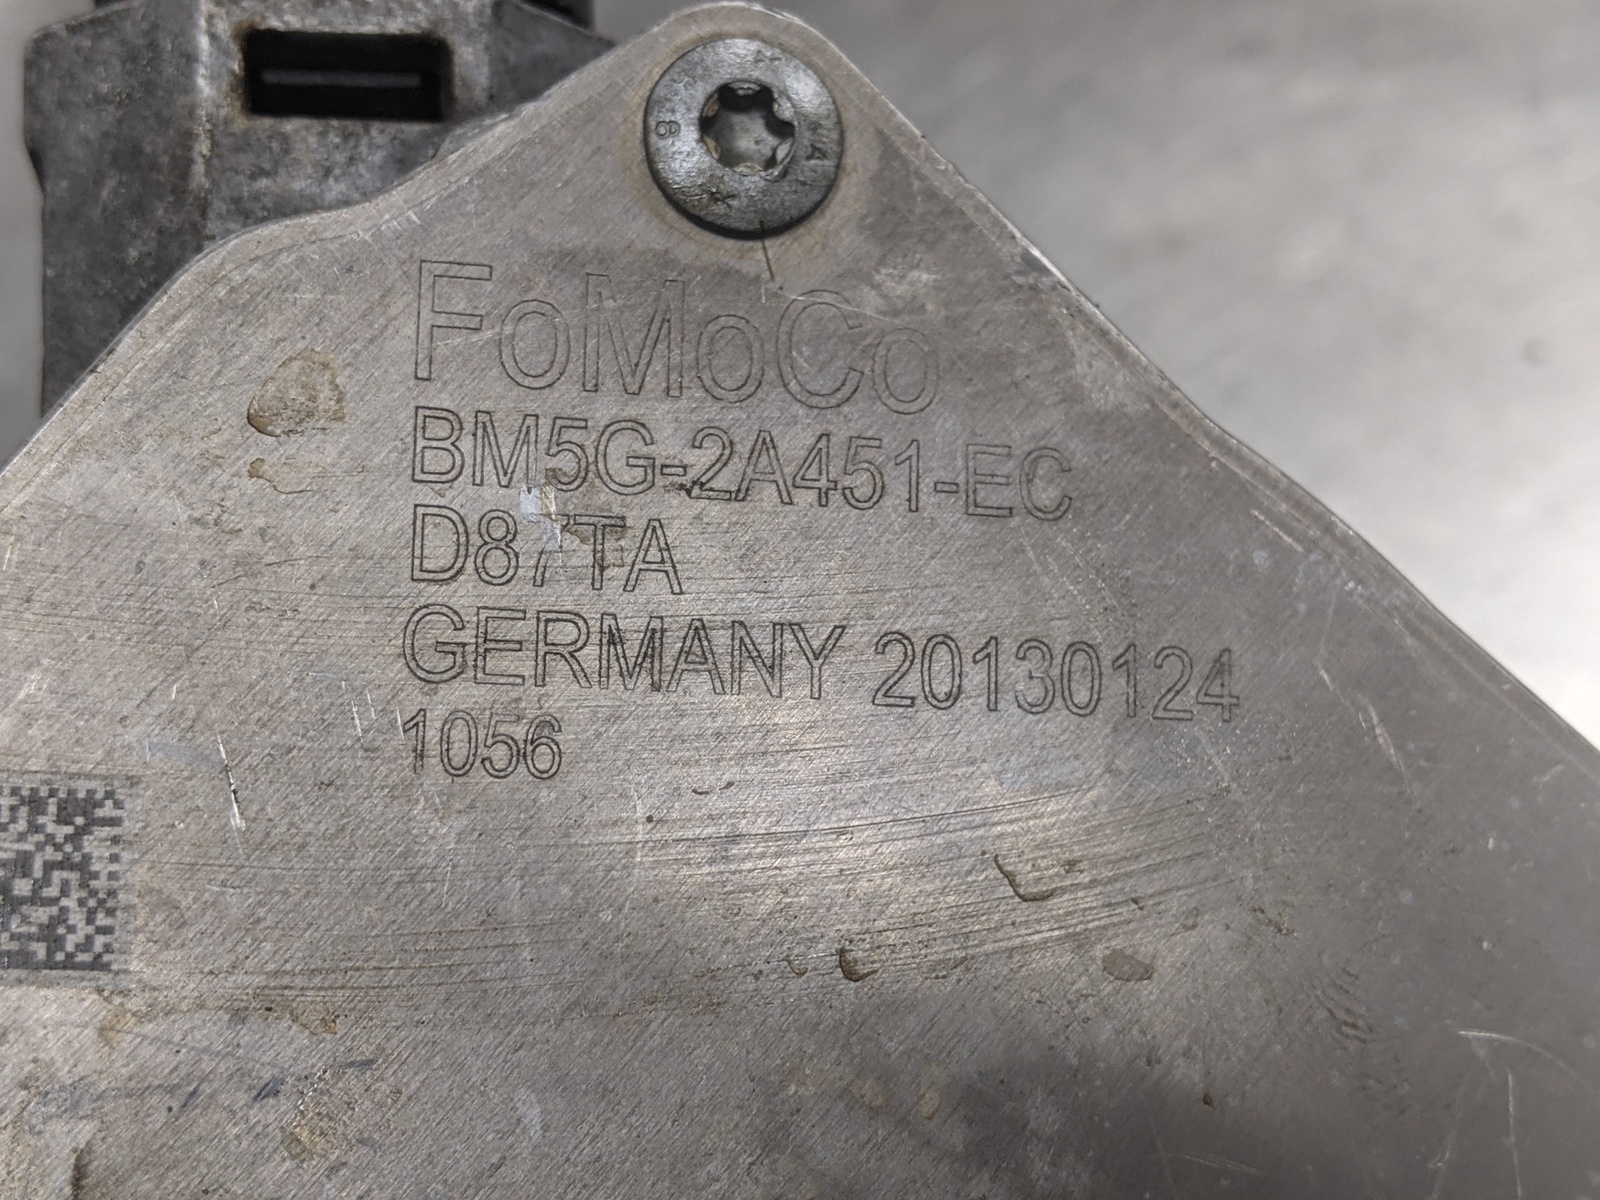 FoMoCo
BM5G-2A451-EC
D87TA
GERMANY 20130124
1056